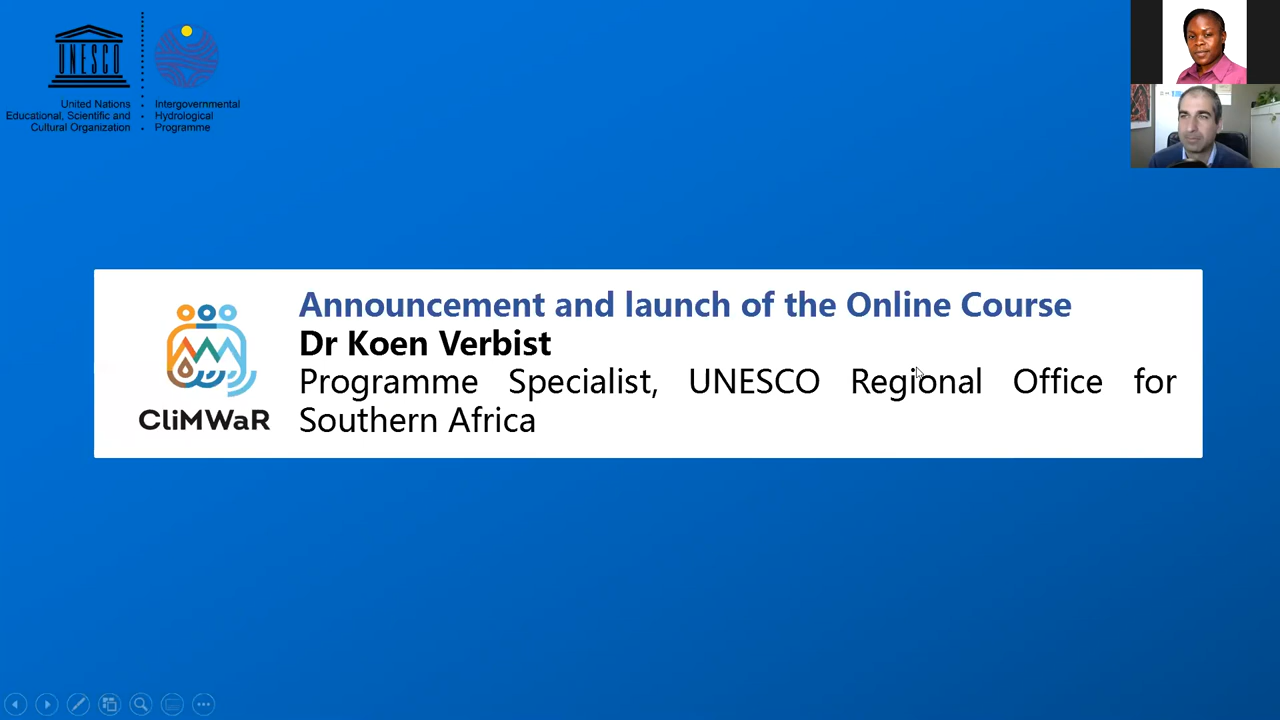 UNESCO
United Nations
Educational, Scientific and
Cultural Organization
Intergovernmental
Hydrological
Programme
Announcement and launch of the Online Course
Dr Koen Verbist
Programme Specialist, UNESCO Regional Office for
Southern Africa
CliMWaR